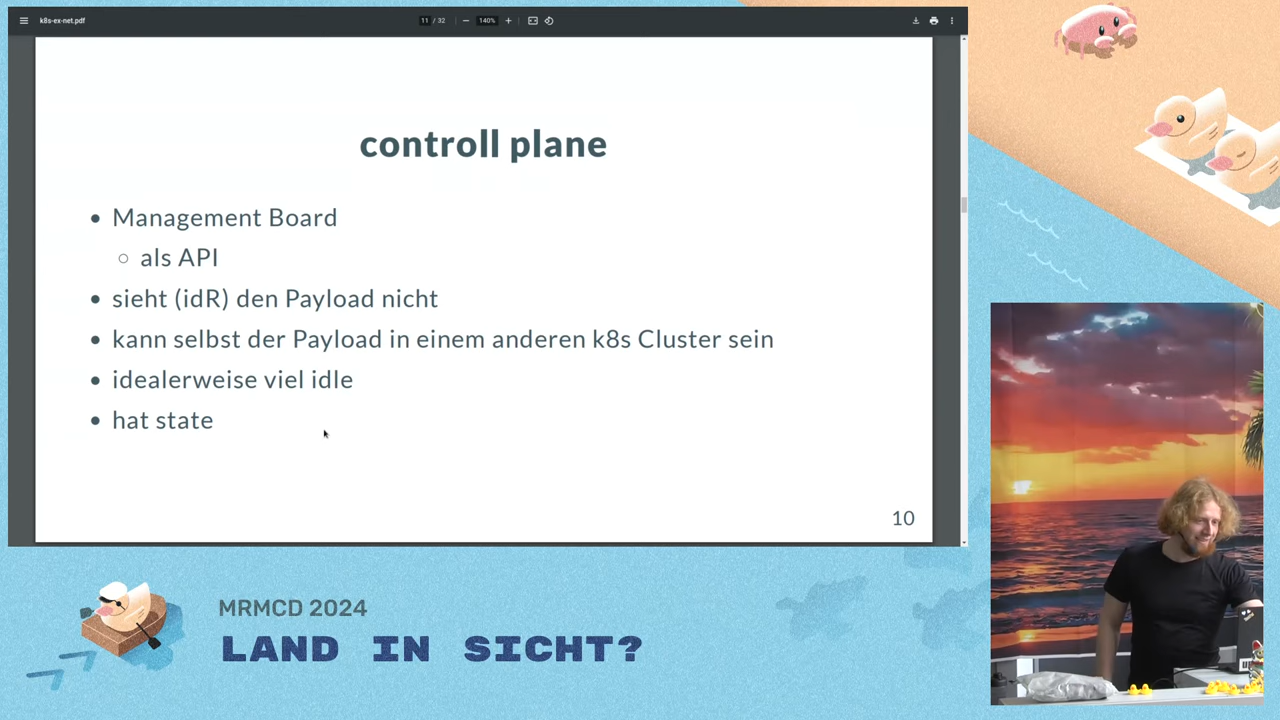 k8s-ex-net.pdf
11 / 32
140%
controll plane
Management Board
als API
sieht (idR) den Payload nicht
kann selbst der Payload in einem anderen k8s Cluster sein
idealerweise viel idle
hat state
10
MRMCD 2024
LAND IN SICHT?